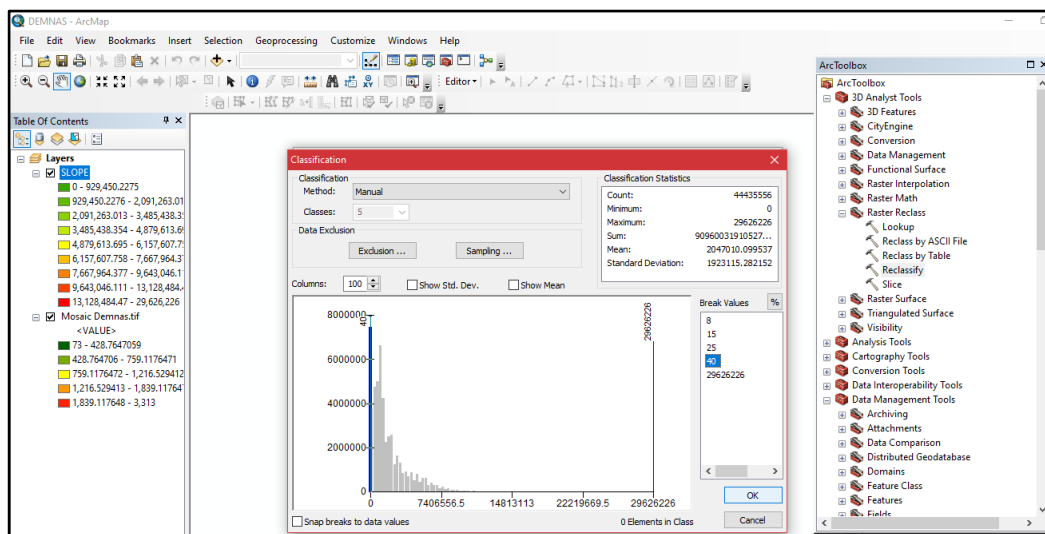 DEMNAS - ArcMap
File Edit View Bookmarks Insert Selection Geoprocessing Customize Windows Help
Editor
Table Of Contents
Layers
SLOPE
0 - 929,450.2275
929,450.2276 - 2,091,263.01
2,091,263.013 - 3,485,438.3
3,485,438.354 - 4,879,613.6
4,879,613.695 - 6,157,607.7
6,157,607.758 - 7,667,964.3
7,667,964.377 - 9,643,046.1
9,643,046.111 - 13,128,484.
13,128,484.47 - 29,626,226
Mosaic Demnas.tif
<VALUE>
73 - 428.7647059
428.764706 - 759.1176471
759.1176472 - 1,216.529412
1,216.529413 - 1,839.11764
1,839.117648 - 3,313
Classification
Classification
Method: Manual
Classes: 5
Data Exclusion
Exclusion ... Sampling ...
Classification Statistics
Count: 44435556
Minimum: 0
Maximum: 29626226
Sum: 90960031910527...
Mean: 2047010.099537
Standard Deviation: 1923115.282152
Columns: 100 Show Std. Dev. Show Mean
Break Values %
8
15
25
40
29626226
8000000
6000000
4000000
2000000
0
40
29626226
0 7406556.5 14813113 22219669.5 29626226
Snap breaks to data values
0 Elements in Class
OK
Cancel
ArcToolbox
ArcToolbox
3D Analyst Tools
3D Features
CityEngine
Conversion
Data Management
Functional Surface
Raster Interpolation
Raster Math
Raster Reclass
Lookup
Reclass by ASCII File
Reclass by Table
Reclassify
Slice
Raster Surface
Triangulated Surface
Visibility
Analysis Tools
Cartography Tools
Conversion Tools
Data Interoperability Tools
Data Management Tools
Archiving
Attachments
Data Comparison
Distributed Geodatabase
Domains
Feature Class
Features
Fields